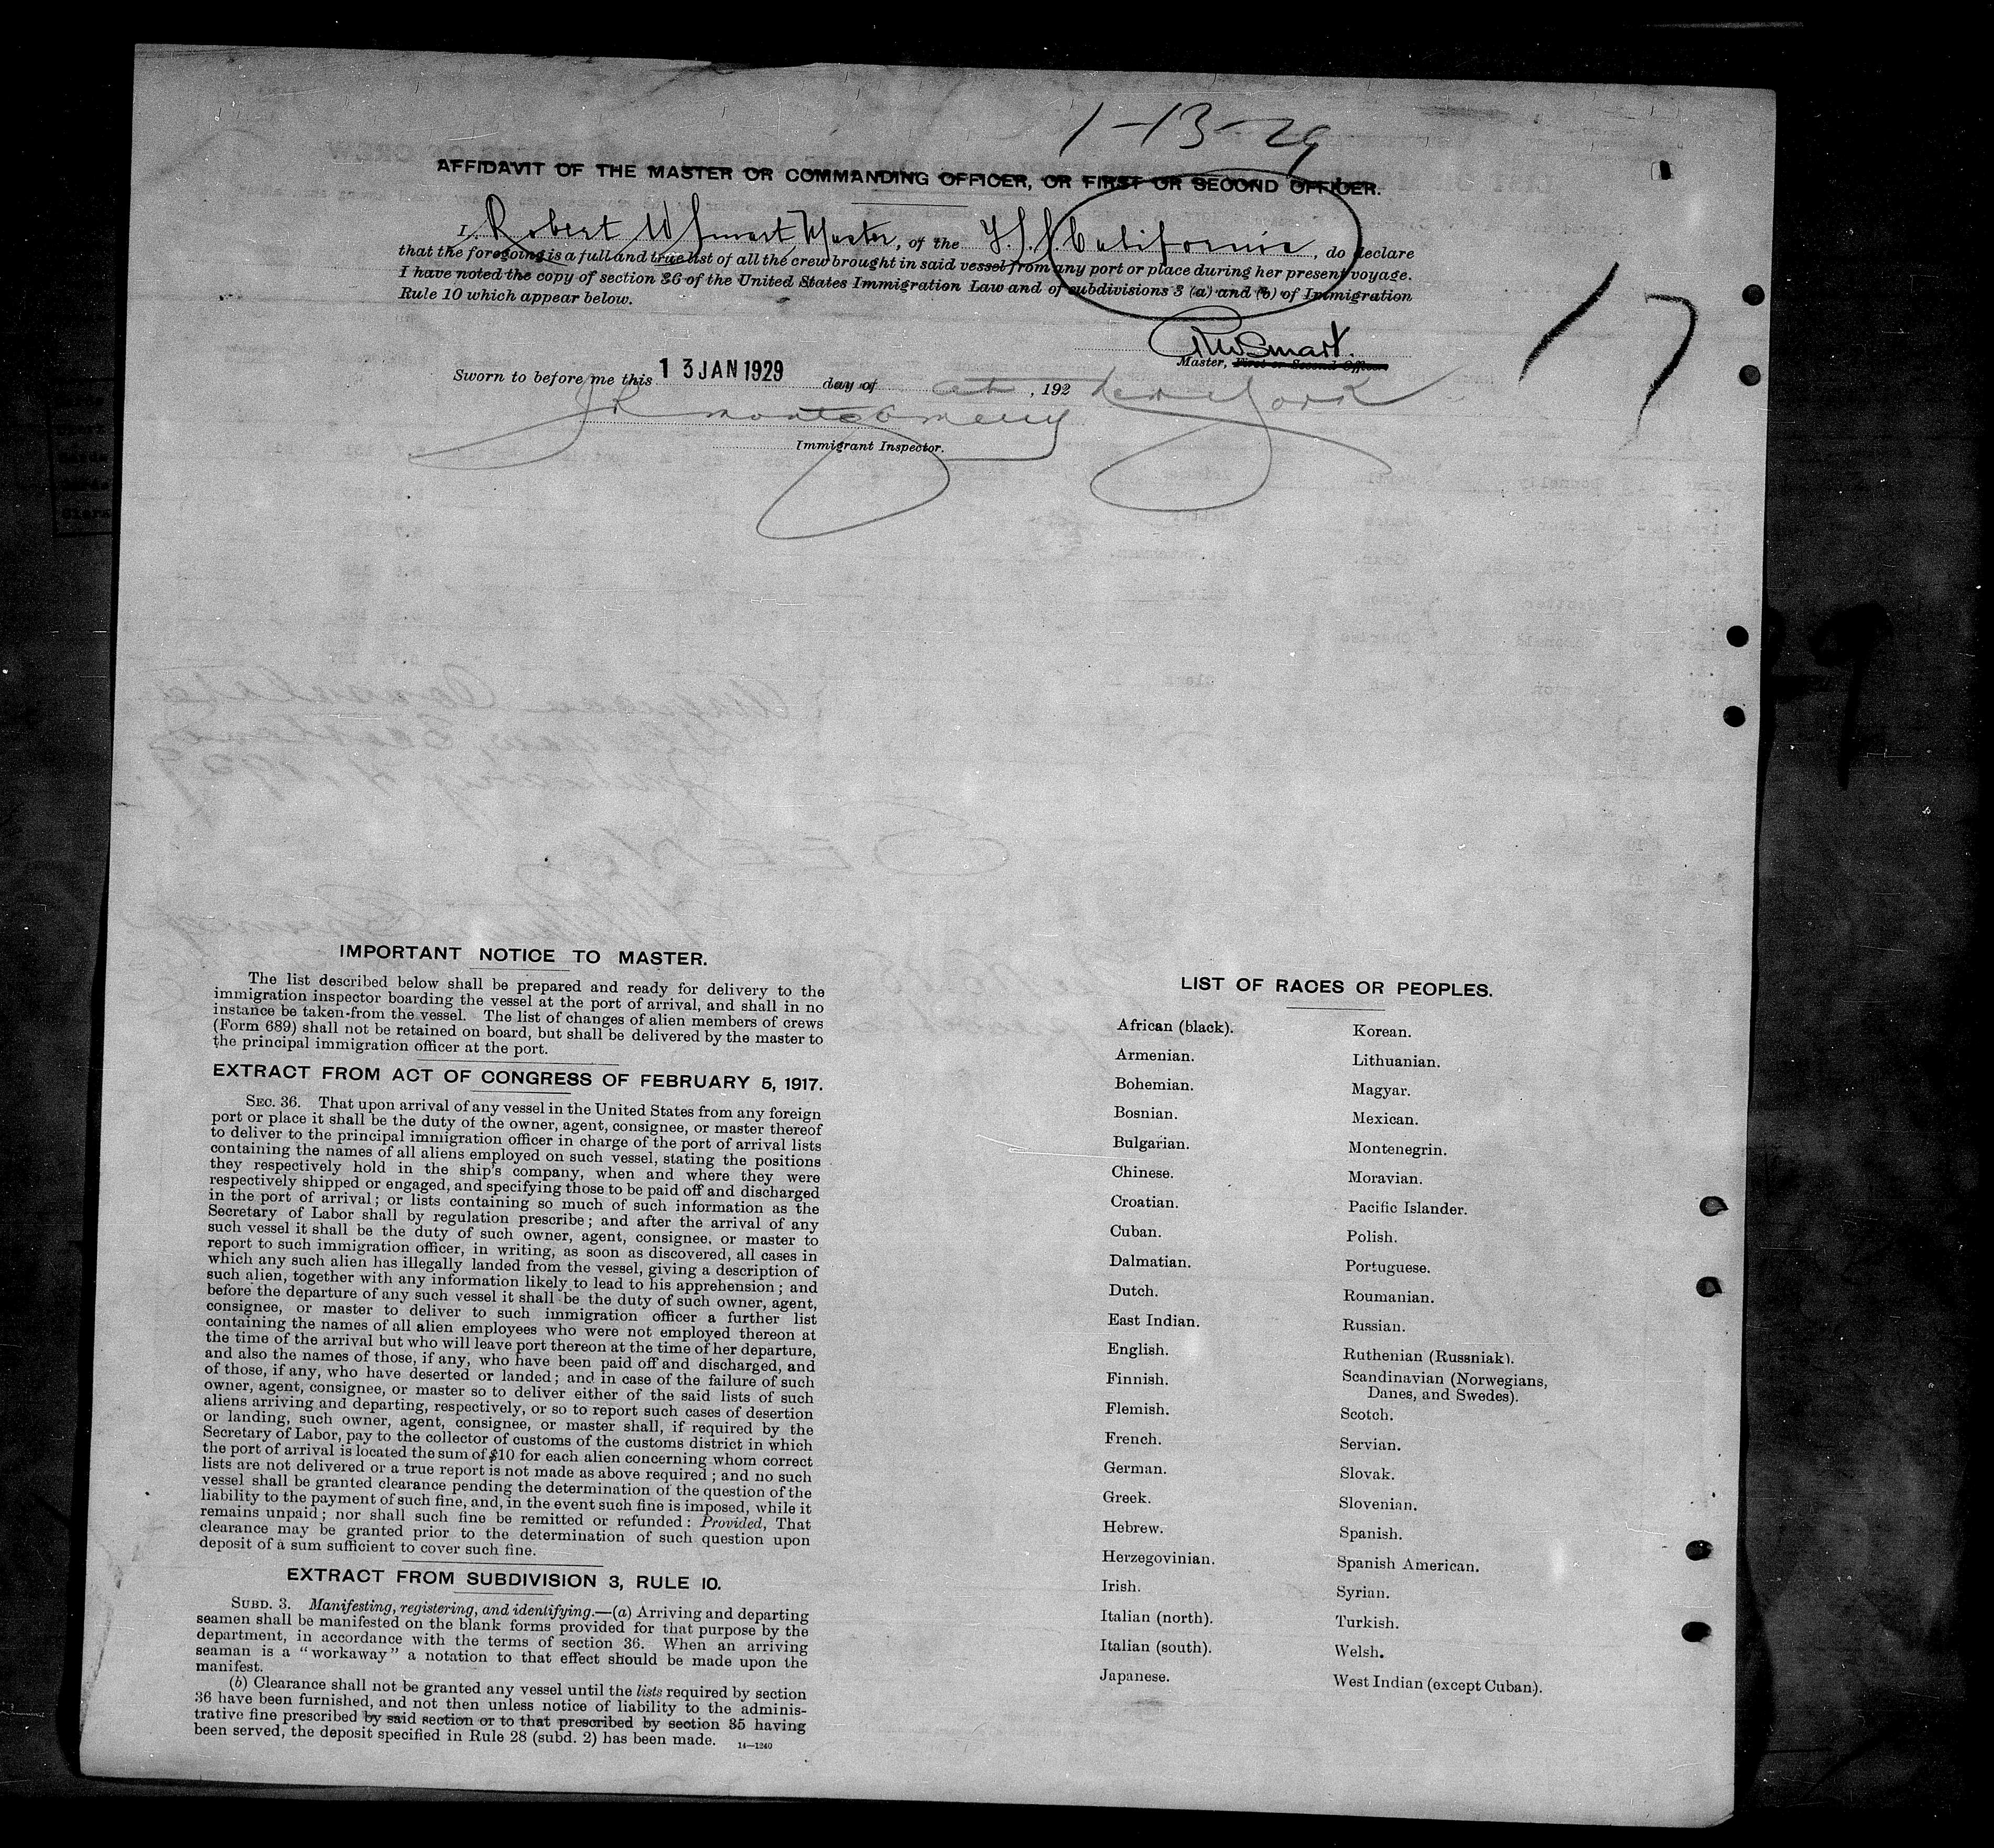 1-13-29
AFFIDAVIT OF THE MASTER OR COMMANDING OFFICER, OR FIRST OR SECOND OFFICER.
I, Robert W Smart Master, of the T.S.S. California, do declare
that the foregoing is a full and true list of all the crew brought in said vessel from any port or place during her present voyage.
I have noted the copy of section 36 of the United States Immigration Law and of subdivisions 3 (a) and (b) of Immigration
Rule 10 which appear below.
17
RWSmart.
Master, First or Second Officer.
Sworn to before me this 13 JAN 1929 day of at, 192 New York
JR Montgomery
Immigrant Inspector.
IMPORTANT NOTICE TO MASTER.
The list described below shall be prepared and ready for delivery to the
immigration inspector boarding the vessel at the port of arrival, and shall in no
instance be taken from the vessel. The list of changes of alien members of crews
(Form 689) shall not be retained on board, but shall be delivered by the master to
the principal immigration officer at the port.
EXTRACT FROM ACT OF CONGRESS OF FEBRUARY 5, 1917.
SEC. 36. That upon arrival of any vessel in the United States from any foreign
port or place it shall be the duty of the owner, agent, consignee, or master thereof
to deliver to the principal immigration officer in charge of the port of arrival lists
containing the names of all aliens employed on such vessel, stating the positions
they respectively hold in the ship's company, when and where they were
respectively shipped or engaged, and specifying those to be paid off and discharged
in the port of arrival; or lists containing so much of such information as the
Secretary of Labor shall by regulation prescribe; and after the arrival of any
such vessel it shall be the duty of such owner, agent, consignee, or master to
report to such immigration officer, in writing, as soon as discovered, all cases in
which any such alien has illegally landed from the vessel, giving a description of
such alien, together with any information likely to lead to his apprehension; and
before the departure of any such vessel it shall be the duty of such owner, agent,
consignee, or master to deliver to such immigration officer a further list
containing the names of all alien employees who were not employed thereon at
the time of the arrival but who will leave port thereon at the time of her departure,
and also the names of those, if any, who have been paid off and discharged, and
of those, if any, who have deserted or landed; and in case of the failure of such
owner, agent, consignee, or master so to deliver either of the said lists of such
aliens arriving and departing, respectively, or so to report such cases of desertion
or landing, such owner, agent, consignee, or master shall, if required by the
Secretary of Labor, pay to the collector of customs of the customs district in which
the port of arrival is located the sum of $10 for each alien concerning whom correct
lists are not delivered or a true report is not made as above required; and no such
vessel shall be granted clearance pending the determination of the question of the
liability to the payment of such fine, and, in the event such fine is imposed, while it
remains unpaid; nor shall such fine be remitted or refunded: Provided, That
clearance may be granted prior to the determination of such question upon
deposit of a sum sufficient to cover such fine.
EXTRACT FROM SUBDIVISION 3, RULE 10.
SUBD. 3. Manifesting, registering, and identifying.—(a) Arriving and departing
seamen shall be manifested on the blank forms provided for that purpose by the
department, in accordance with the terms of section 36. When an arriving
seaman is a "workaway" a notation to that effect should be made upon the
manifest.
(b) Clearance shall not be granted any vessel until the lists required by section
36 have been furnished, and not then unless notice of liability to the adminis-
trative fine prescribed by said section or to that prescribed by section 35 having
been served, the deposit specified in Rule 28 (subd. 2) has been made. 14—1240
LIST OF RACES OR PEOPLES.
African (black).
Armenian.
Bohemian.
Bosnian.
Bulgarian.
Chinese.
Croatian.
Cuban.
Dalmatian.
Dutch.
East Indian.
English.
Finnish.
Flemish.
French.
German.
Greek.
Hebrew.
Herzegovinian.
Irish.
Italian (north).
Italian (south).
Japanese.
Korean.
Lithuanian.
Magyar.
Mexican.
Montenegrin.
Moravian.
Pacific Islander.
Polish.
Portuguese.
Roumanian.
Russian.
Ruthenian (Russniak).
Scandinavian (Norwegians,
Danes, and Swedes).
Scotch.
Servian.
Slovak.
Slovenian.
Spanish.
Spanish American.
Syrian.
Turkish.
Welsh.
West Indian (except Cuban).